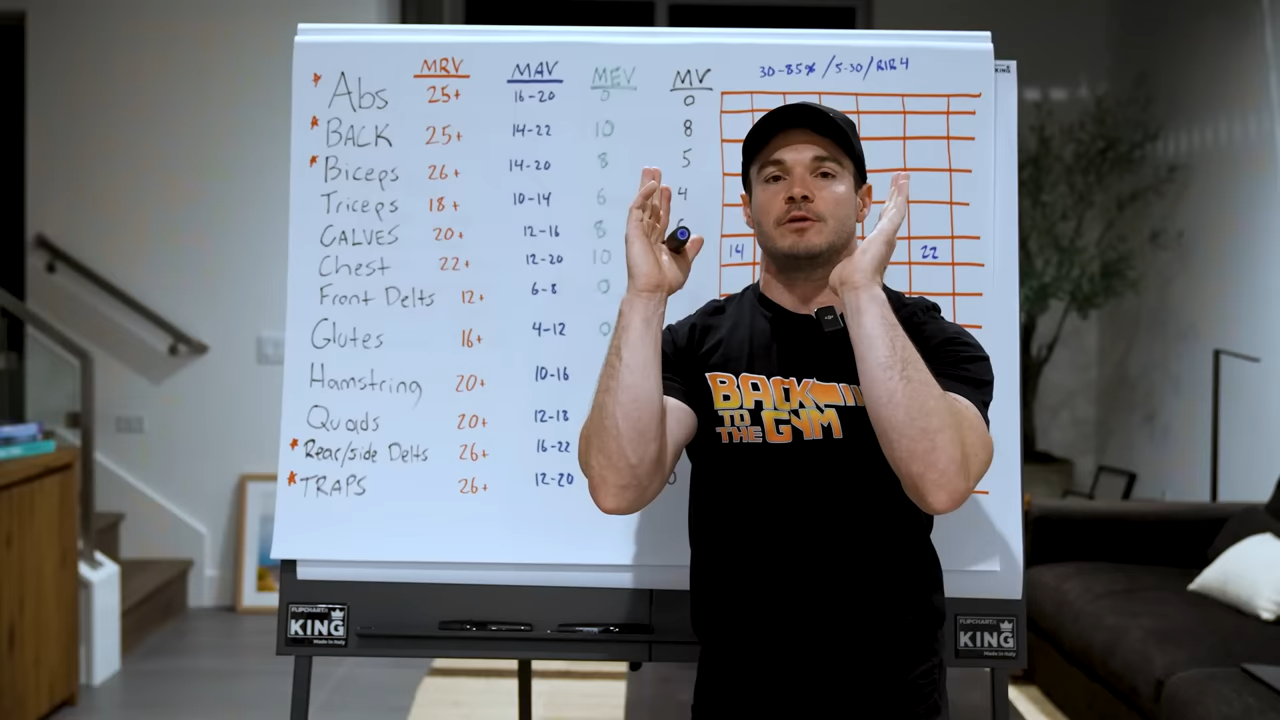 MRV MAV MEV MV 30-85% / 5-30 / RIR 4
* Abs 25+ 16-20 0 0
* BACK 25+ 14-22 10 8
* Biceps 26+ 14-20 8 5
Triceps 18+ 10-14 6 4
CALVES 20+ 12-16 8
Chest 22+ 12-20 10 14 22
Front Delts 12+ 6-8 0
Glutes 16+ 4-12 0
Hamstring 20+ 10-16
Quads 20+ 12-18
* Rear/side Delts 26+ 16-22
* TRAPS 26+ 12-20 0
BACK
TO
THE GYM
FLIPCHART
KING
Made in Italy
FLIPCHART
KING
Made in Italy
KING